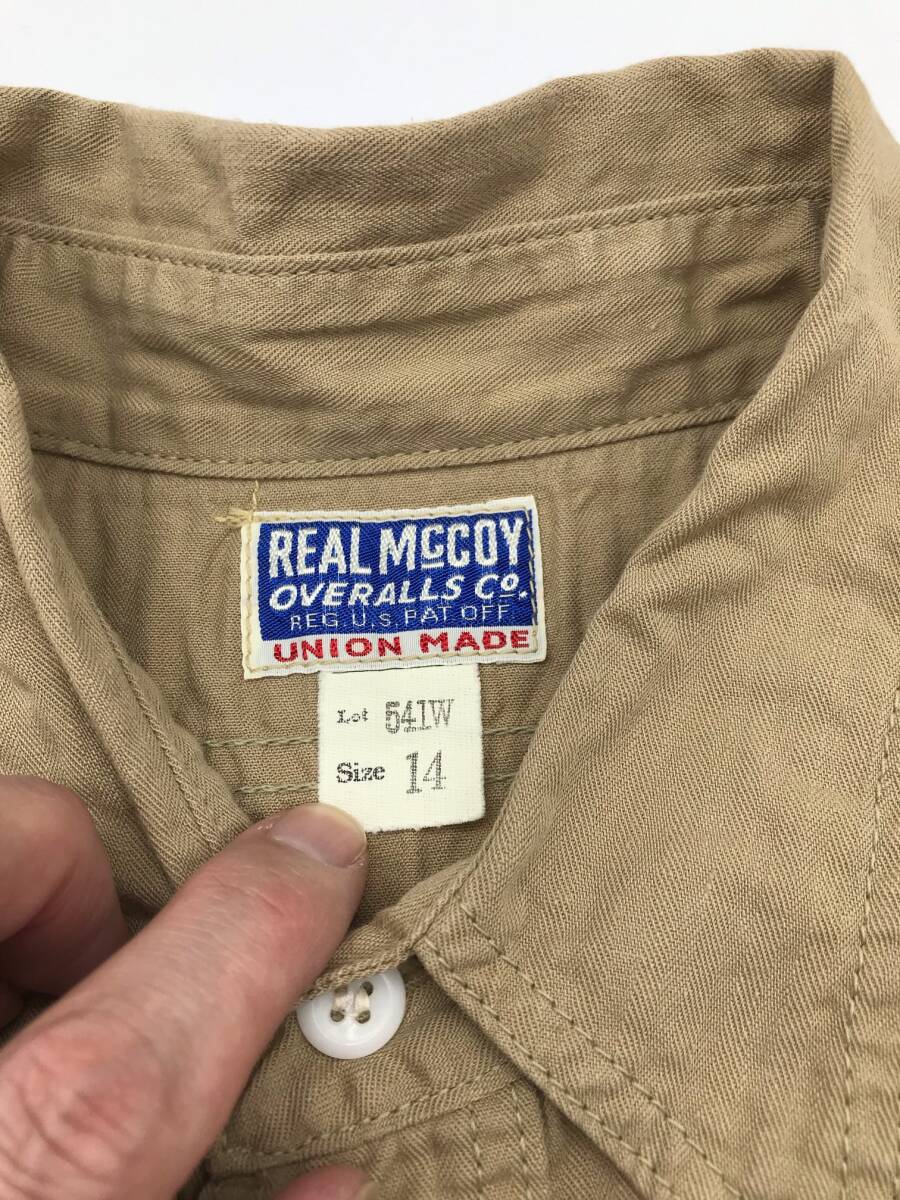 REAL McCOY
OVERALLS Co.
REG. U.S. PAT OFF
UNION MADE
Lot 541W
Size 14